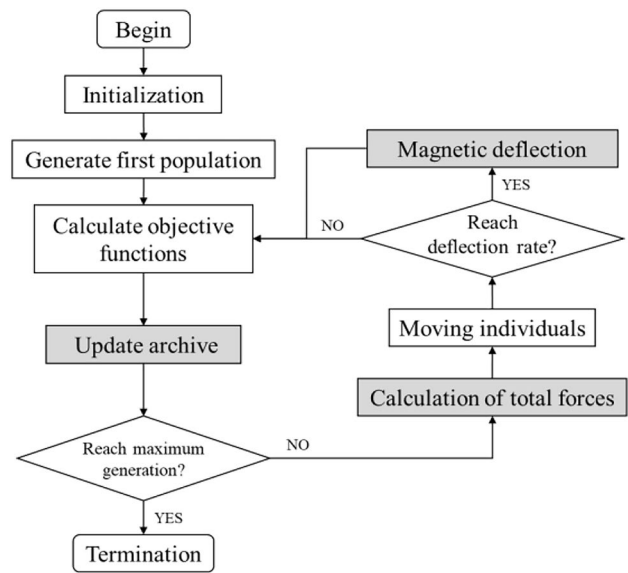 Begin
Initialization
Generate first population
Calculate objective
functions
Update archive
Reach maximum
generation?
YES
Termination
NO
Calculation of total forces
Moving individuals
Reach
deflection rate?
NO
YES
Magnetic deflection